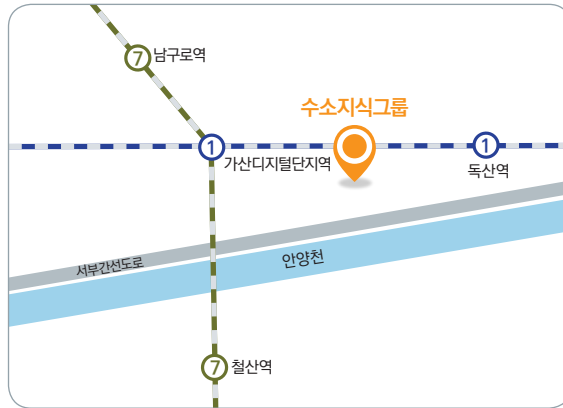 7
남구로역
수소지식그룹
1
가산디지털단지역
1
독산역
서부간선도로
안양천
7
철산역